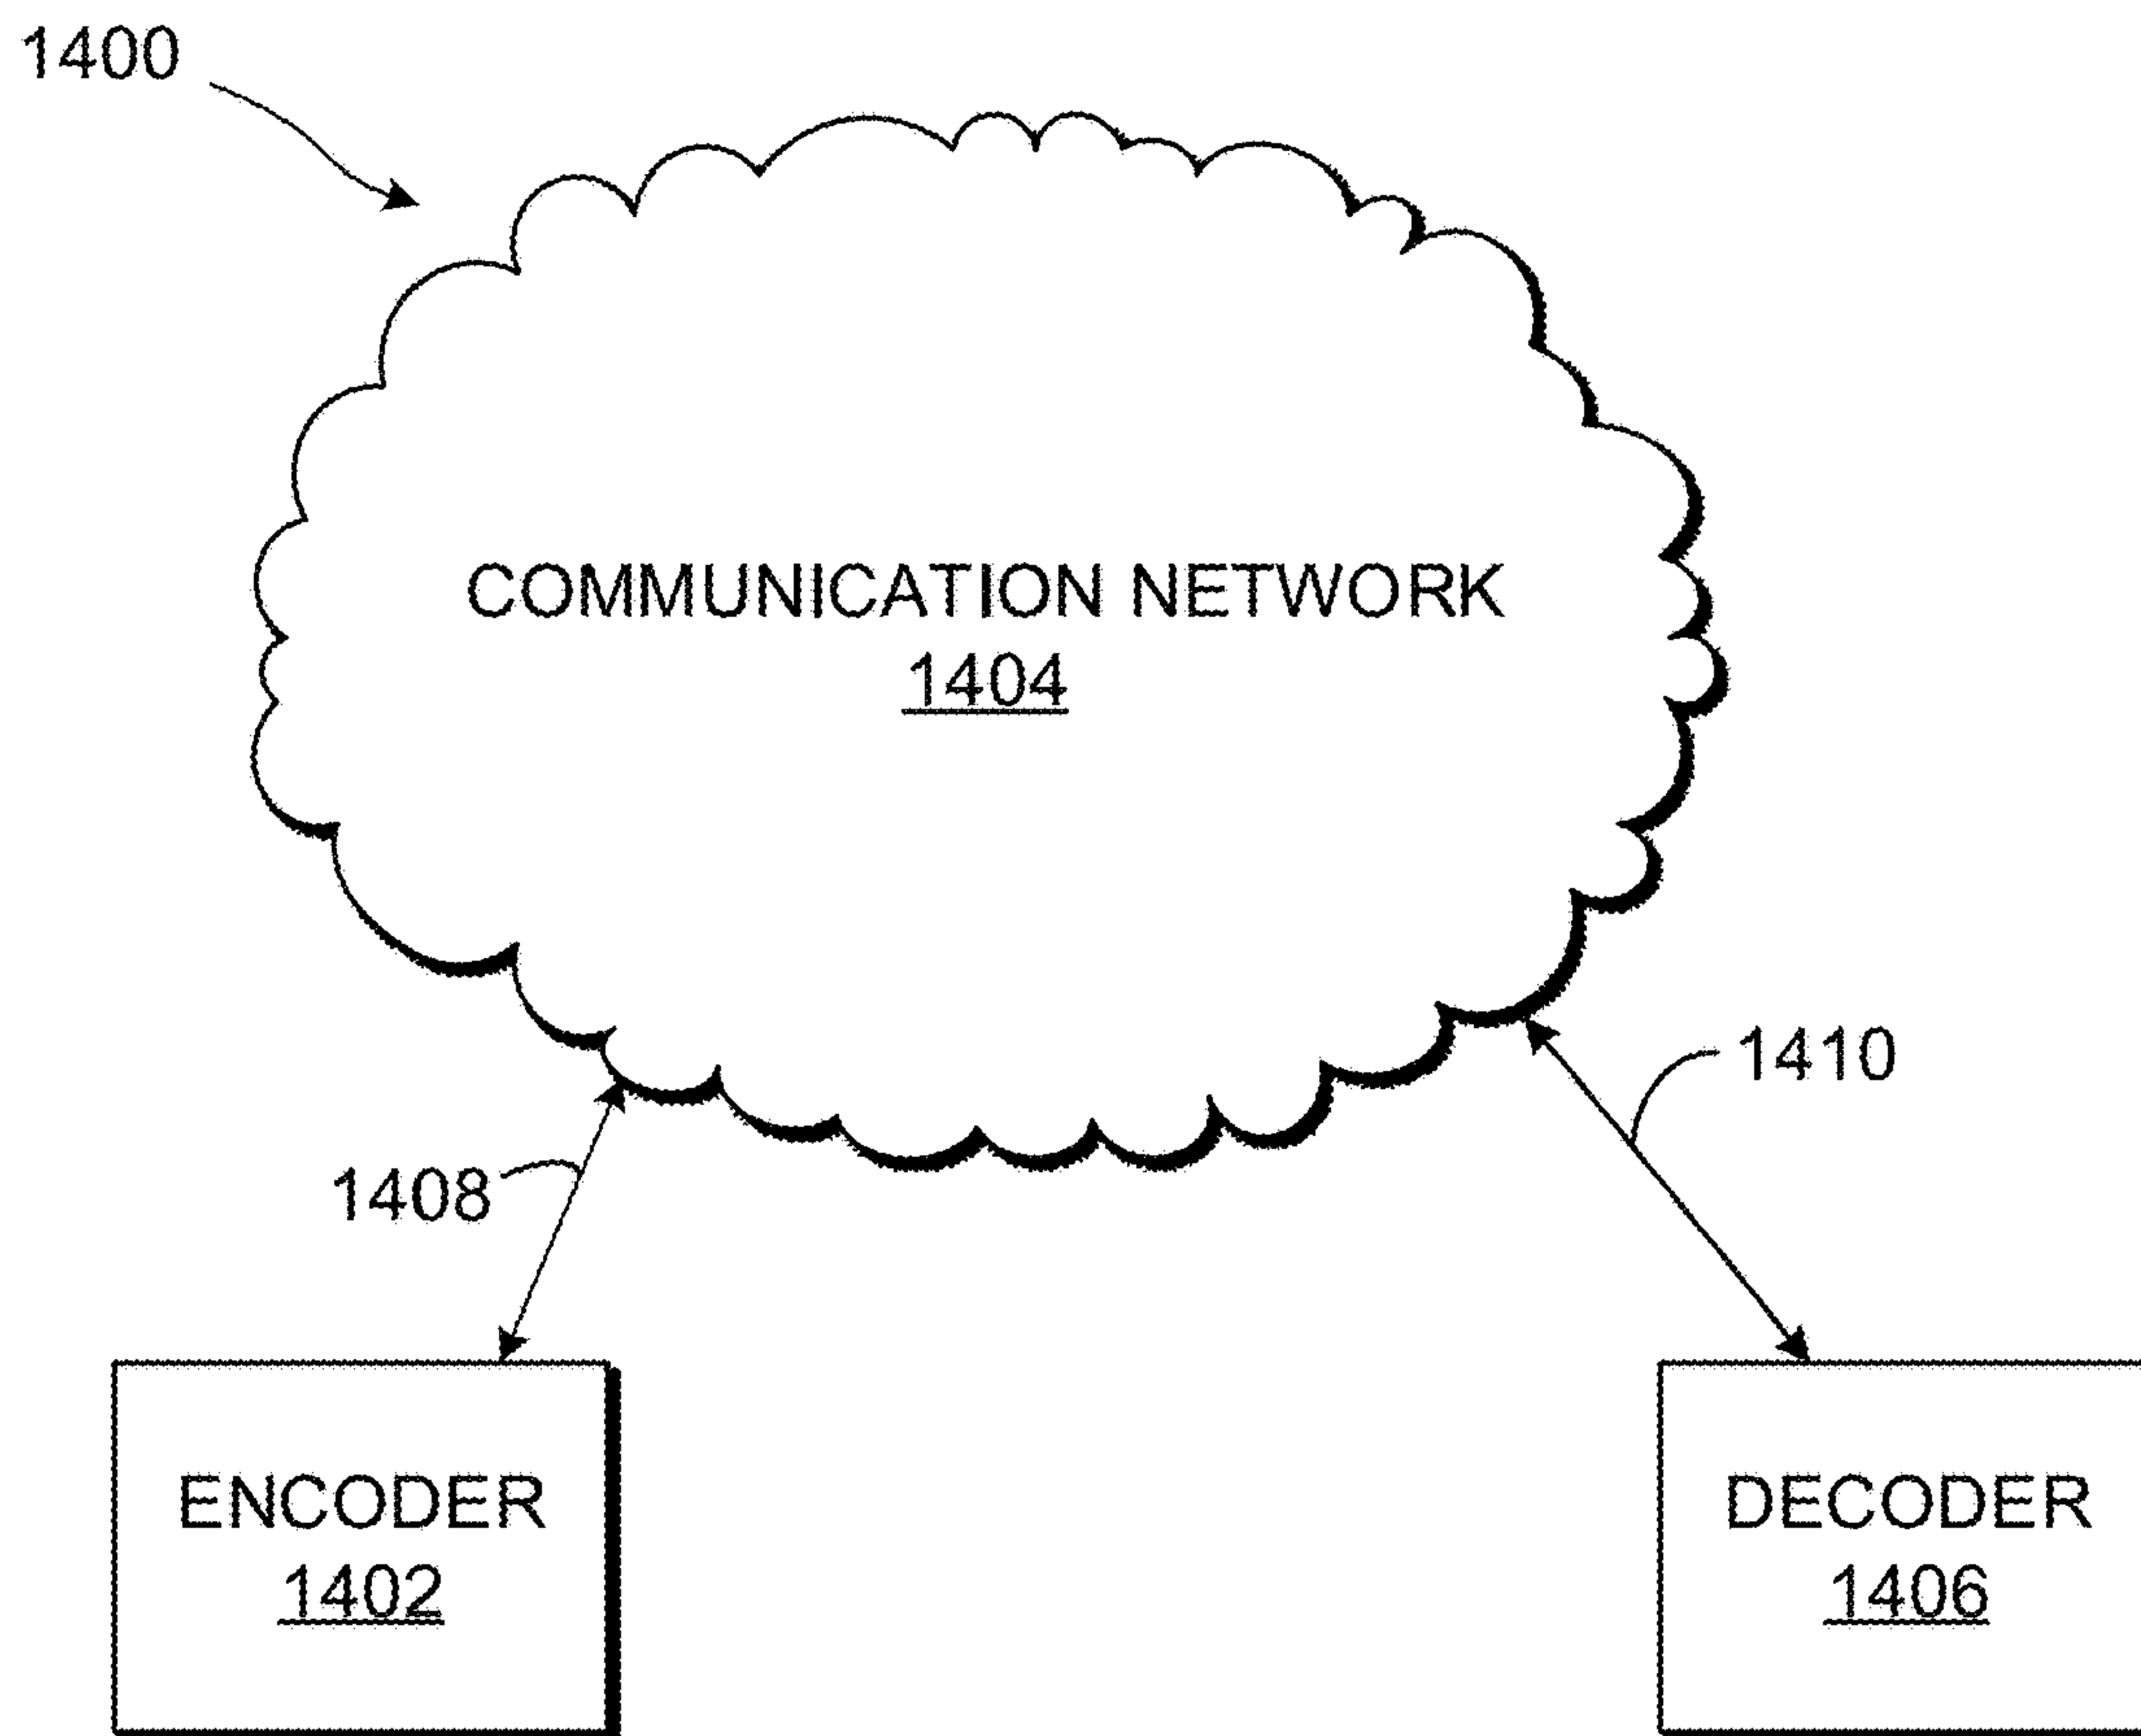 1400
COMMUNICATION NETWORK
1404
1410
1408
ENCODER
1402
DECODER
1406